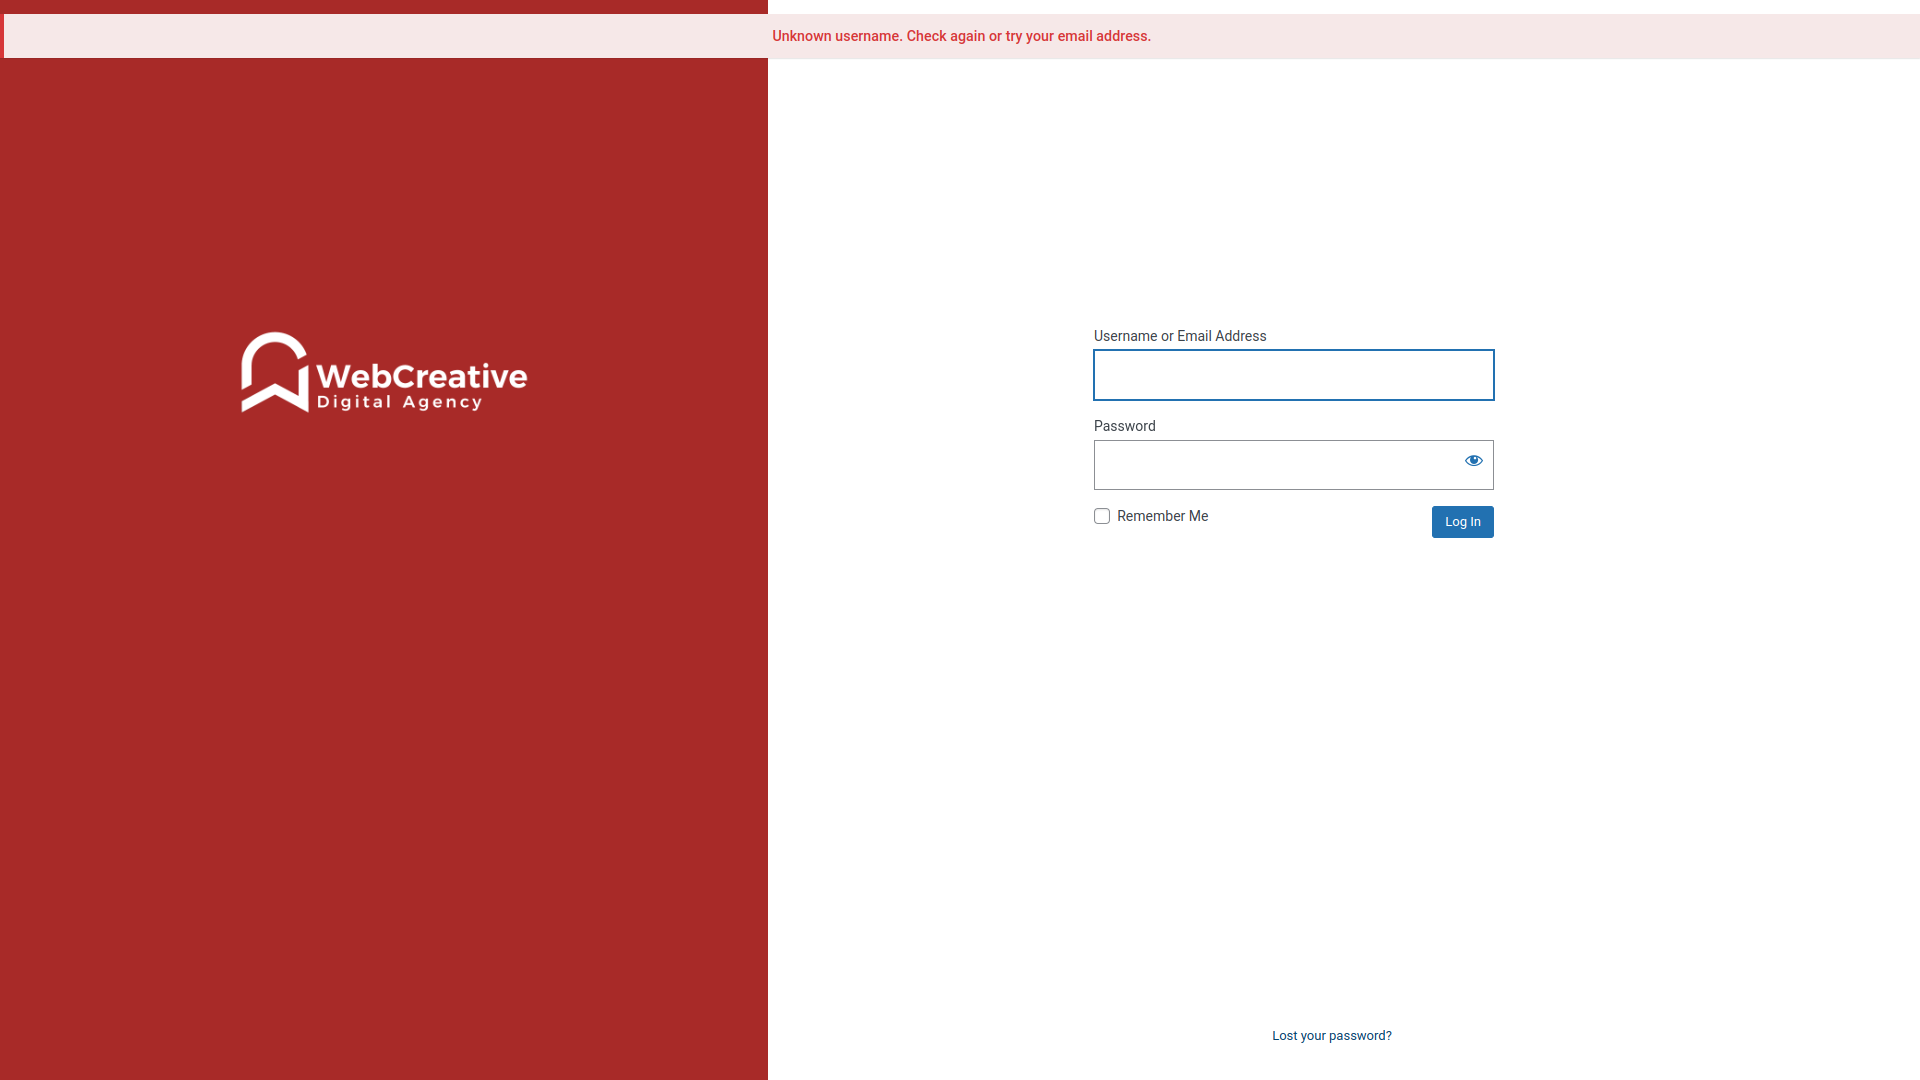 Unknown username. Check again or try your email address.
WebCreative
Digital Agency
Username or Email Address
Password
Remember Me
Log In
Lost your password?